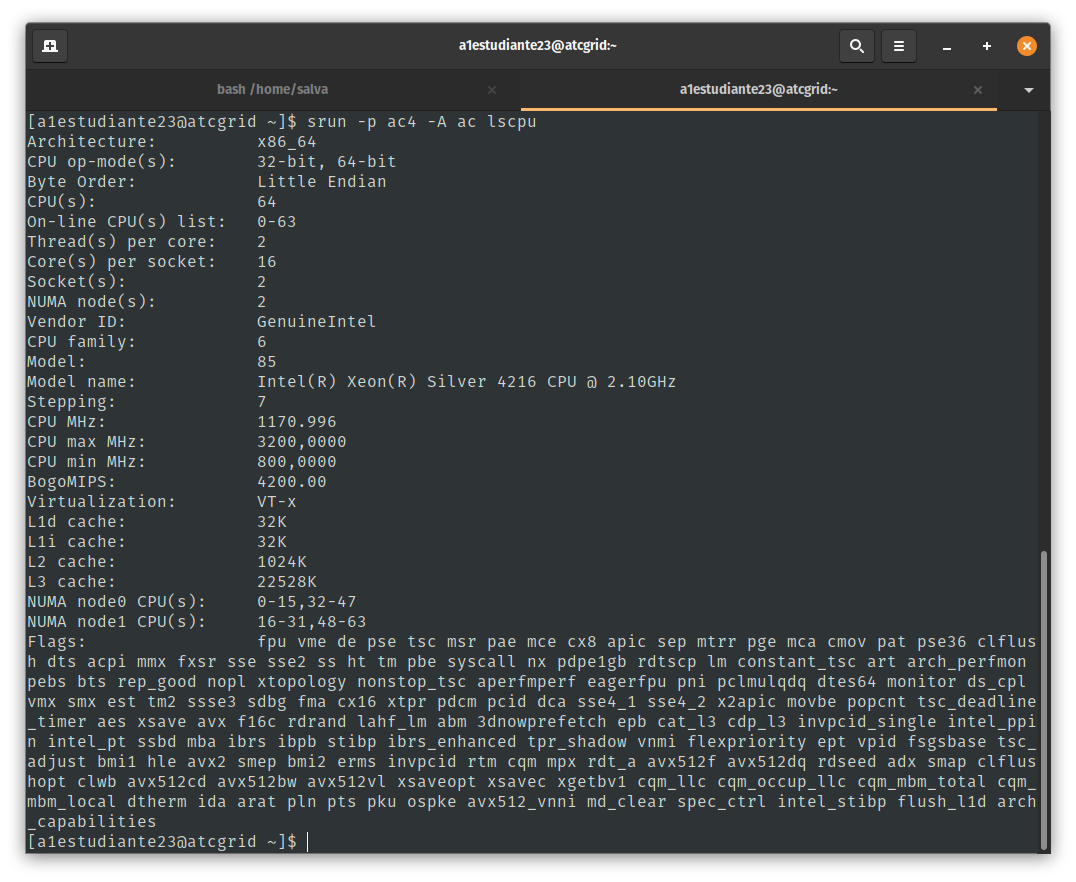 a1estudiante23@atcgrid:~
bash /home/salva
a1estudiante23@atcgrid:~
[a1estudiante23@atcgrid ~]$ srun -p ac4 -A ac lscpu
Architecture:          x86_64
CPU op-mode(s):        32-bit, 64-bit
Byte Order:            Little Endian
CPU(s):                64
On-line CPU(s) list:   0-63
Thread(s) per core:    2
Core(s) per socket:    16
Socket(s):             2
NUMA node(s):          2
Vendor ID:             GenuineIntel
CPU family:            6
Model:                 85
Model name:            Intel(R) Xeon(R) Silver 4216 CPU @ 2.10GHz
Stepping:              7
CPU MHz:               1170.996
CPU max MHz:           3200,0000
CPU min MHz:           800,0000
BogoMIPS:              4200.00
Virtualization:        VT-x
L1d cache:             32K
L1i cache:             32K
L2 cache:              1024K
L3 cache:              22528K
NUMA node0 CPU(s):     0-15,32-47
NUMA node1 CPU(s):     16-31,48-63
Flags:                 fpu vme de pse tsc msr pae mce cx8 apic sep mtrr pge mca cmov pat pse36 clflus
h dts acpi mmx fxsr sse sse2 ss ht tm pbe syscall nx pdpe1gb rdtscp lm constant_tsc art arch_perfmon
pebs bts rep_good nopl xtopology nonstop_tsc aperfmperf eagerfpu pni pclmulqdq dtes64 monitor ds_cpl
vmx smx est tm2 ssse3 sdbg fma cx16 xtpr pdcm pcid dca sse4_1 sse4_2 x2apic movbe popcnt tsc_deadline
_timer aes xsave avx f16c rdrand lahf_lm abm 3dnowprefetch epb cat_l3 cdp_l3 invpcid_single intel_ppi
n intel_pt ssbd mba ibrs ibpb stibp ibrs_enhanced tpr_shadow vnmi flexpriority ept vpid fsgsbase tsc_
adjust bmi1 hle avx2 smep bmi2 erms invpcid rtm cqm mpx rdt_a avx512f avx512dq rdseed adx smap clflus
hopt clwb avx512cd avx512bw avx512vl xsaveopt xsavec xgetbv1 cqm_llc cqm_occup_llc cqm_mbm_total cqm_
mbm_local dtherm ida arat pln pts pku ospke avx512_vnni md_clear spec_ctrl intel_stibp flush_l1d arch
_capabilities
[a1estudiante23@atcgrid ~]$